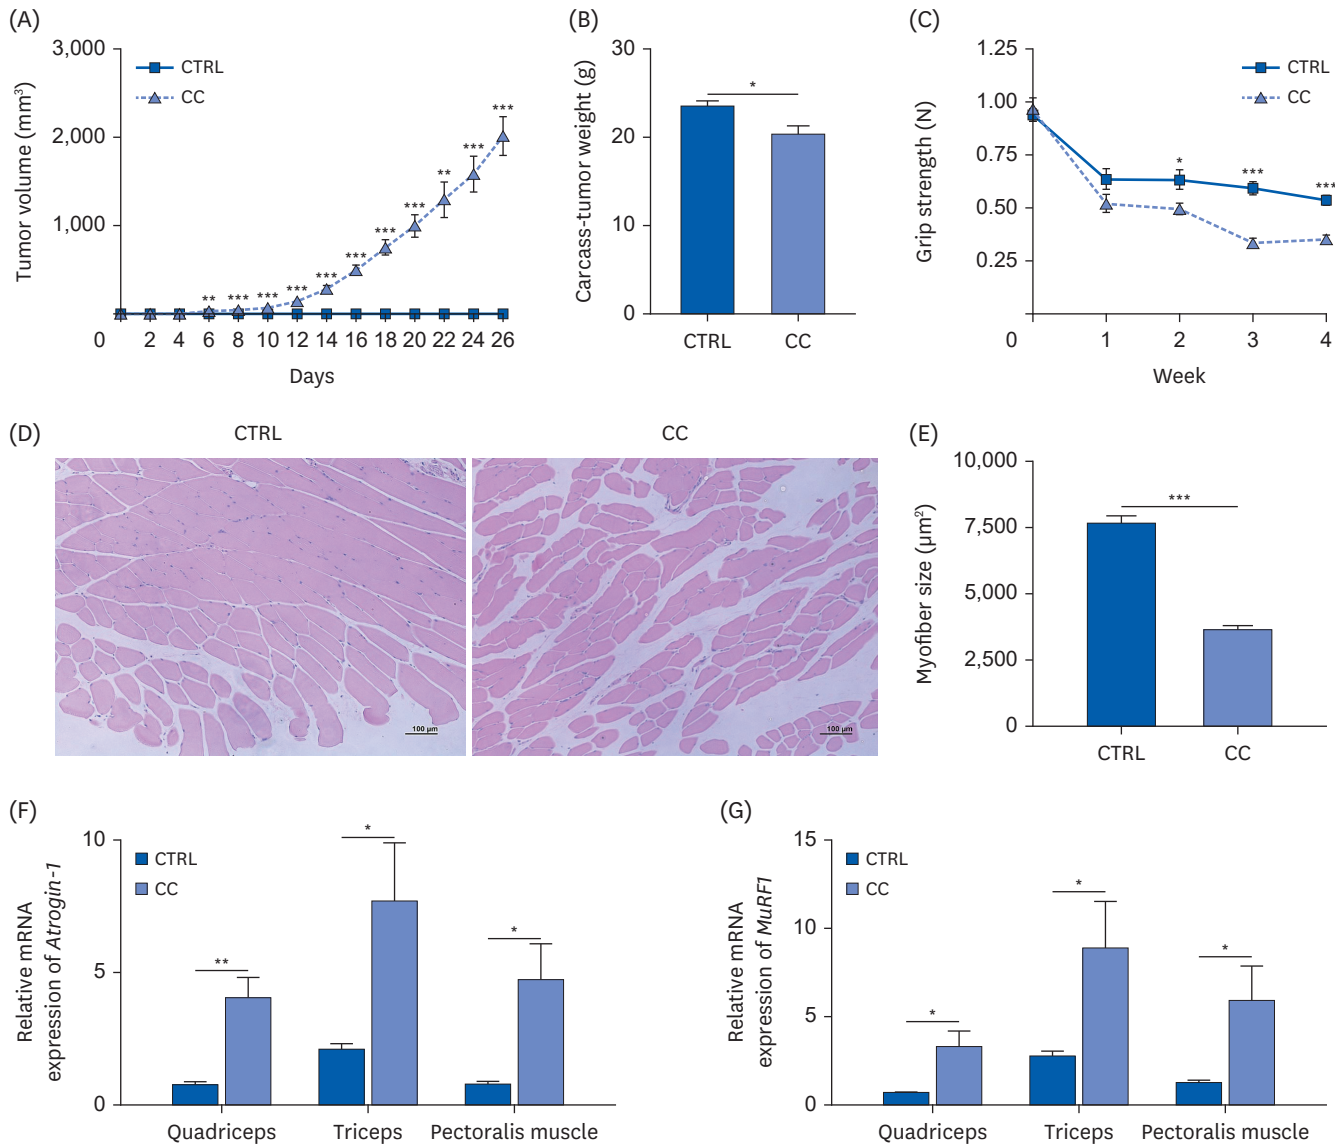 (A)
Tumor volume (mm³)
3,000
2,000
1,000
0 2 4 6 8 10 12 14 16 18 20 22 24 26
Days
CTRL
CC
** *** *** *** *** *** *** *** ** *** ***
(B)
Carcass-tumor weight (g)
30
20
10
0
*
CTRL CC
(C)
Grip strength (N)
1.25
1.00
0.75
0.50
0.25
0 1 2 3 4
Week
CTRL
CC
* *** ***
(D)
CTRL CC
100 µm 100 µm
(E)
Myofiber size (µm²)
10,000
7,500
5,000
2,500
0
***
CTRL CC
(F)
Relative mRNA
expression of Atrogin-1
10
5
0
CTRL
CC
** * *
Quadriceps Triceps Pectoralis muscle
(G)
Relative mRNA
expression of MuRF1
15
10
5
0
CTRL
CC
* * *
Quadriceps Triceps Pectoralis muscle